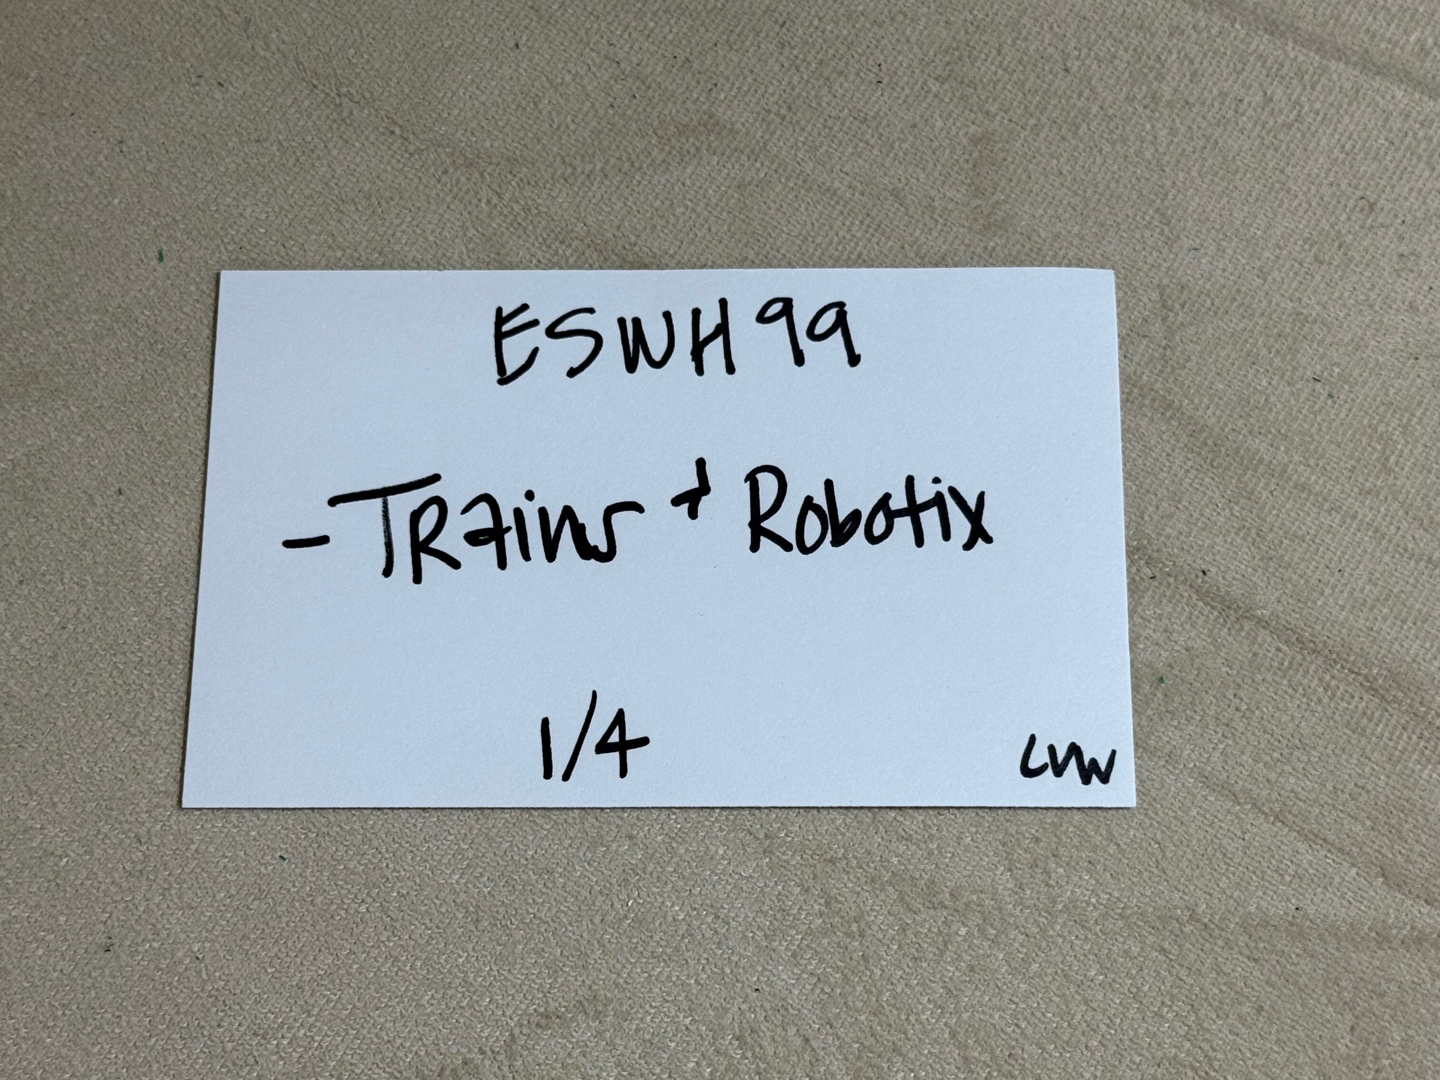 ESWH99
- Trains + Robotix
1/4
LVW